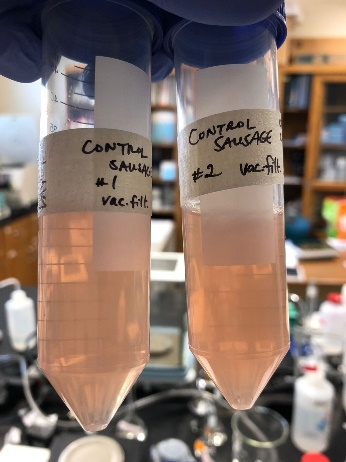 CONTROL
SAUSAGE
#1
vac.filt.
CONTROL
SAUSAGE
#2 vac.filt.